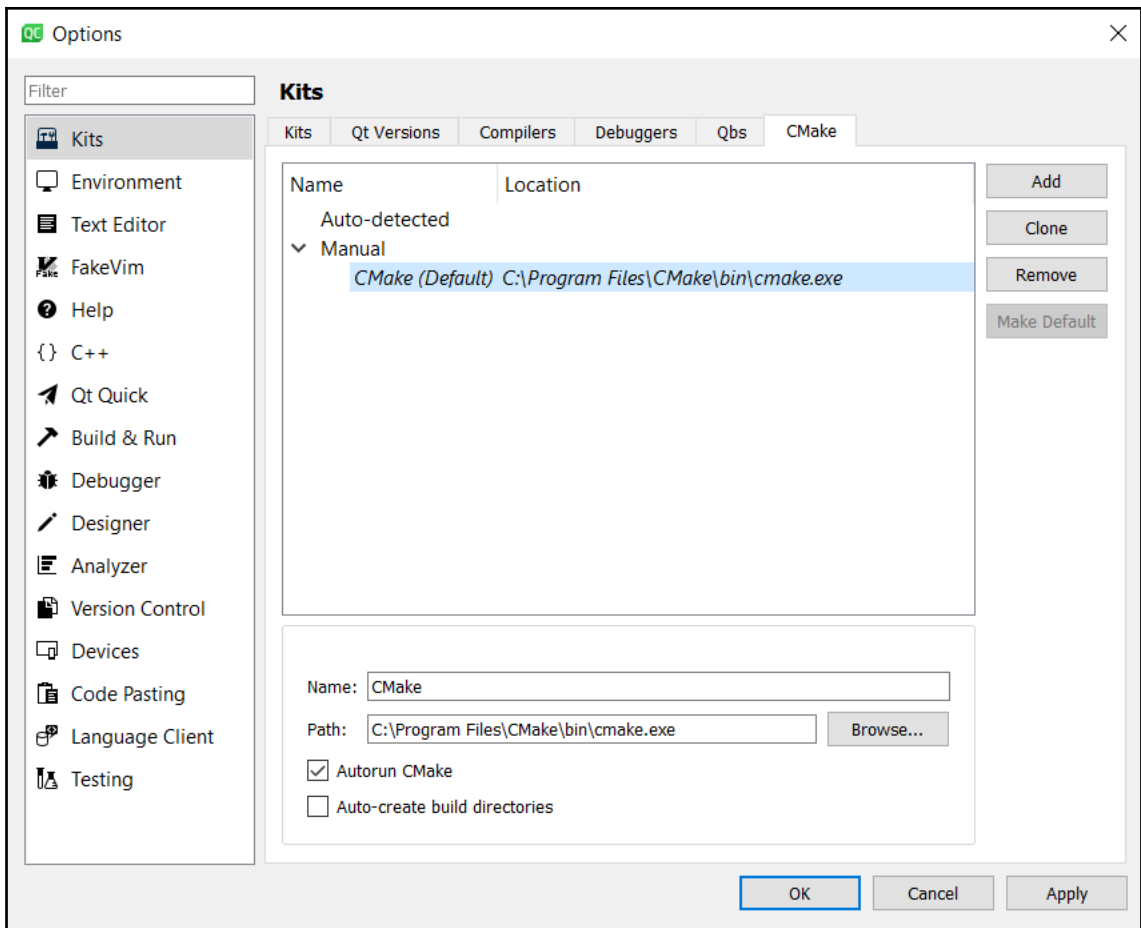 QC Options
Filter
Kits
Environment
Text Editor
Fake FakeVim
Help
{} C++
Qt Quick
Build & Run
Debugger
Designer
Analyzer
Version Control
Devices
Code Pasting
Language Client
Testing
Kits
Kits Qt Versions Compilers Debuggers Qbs CMake
Name Location
Auto-detected
Manual
CMake (Default) C:\Program Files\CMake\bin\cmake.exe
Add
Clone
Remove
Make Default
Name: CMake
Path: C:\Program Files\CMake\bin\cmake.exe Browse...
Autorun CMake
Auto-create build directories
OK Cancel Apply